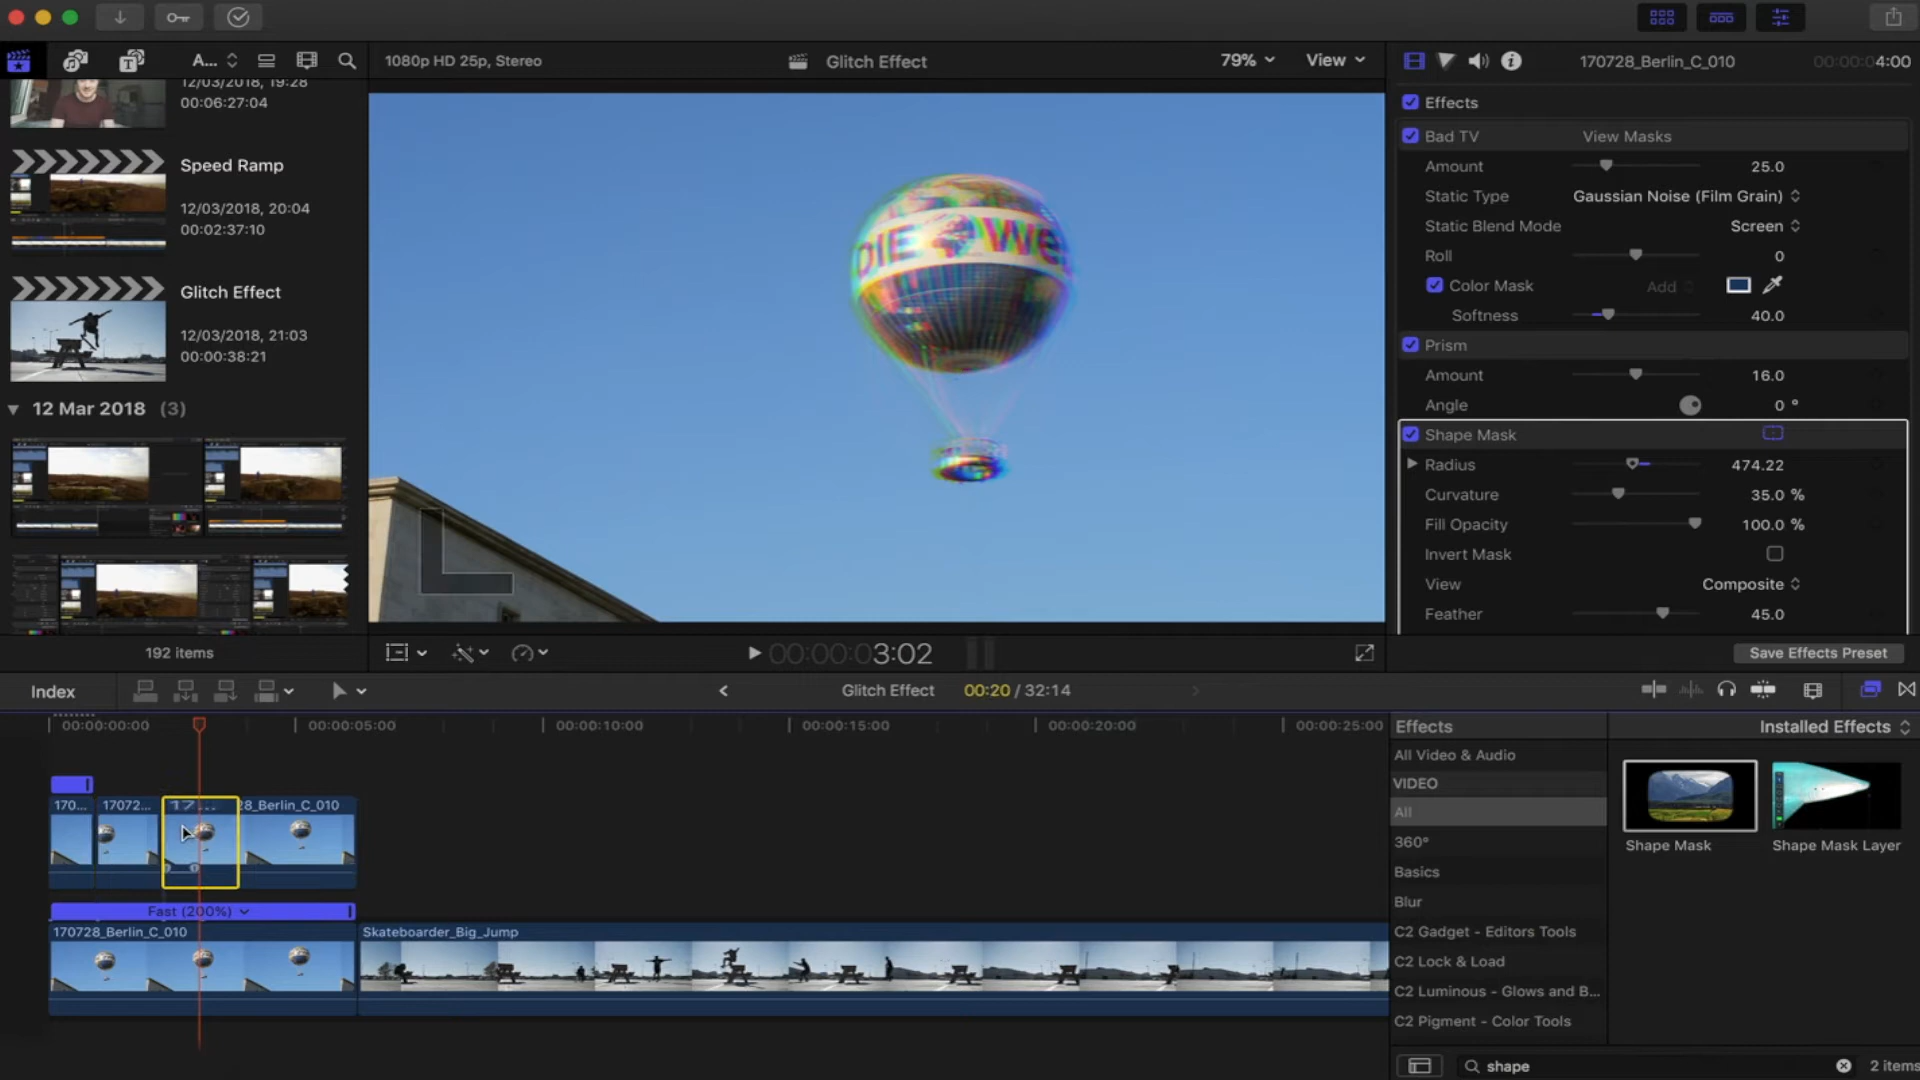 A...
1080p HD 25p, Stereo
Glitch Effect
79%
View
170728_Berlin_C_010
00:00:04:00
12/03/2018, 19:28
00:06:27:04
Speed Ramp
12/03/2018, 20:04
00:02:37:10
Glitch Effect
12/03/2018, 21:03
00:00:38:21
12 Mar 2018 (3)
192 items
DIE WE
Effects
Bad TV View Masks
Amount 25.0
Static Type Gaussian Noise (Film Grain)
Static Blend Mode Screen
Roll 0
Color Mask Add
Softness 40.0
Prism
Amount 16.0
Angle 0 °
Shape Mask
Radius 474.22
Curvature 35.0 %
Fill Opacity 100.0 %
Invert Mask
View Composite
Feather 45.0
00:00:03:02
Save Effects Preset
Index
Glitch Effect 00:20 / 32:14
00:00:00:00 00:00:05:00 00:00:10:00 00:00:15:00 00:00:20:00 00:00:25:00
170... 17072... 17... 28_Berlin_C_010
Fast (200%)
170728_Berlin_C_010 Skateboarder_Big_Jump
Effects Installed Effects
All Video & Audio
VIDEO
All
360°
Basics
Blur
C2 Gadget - Editors Tools
C2 Lock & Load
C2 Luminous - Glows and B...
C2 Pigment - Color Tools
Shape Mask Shape Mask Layer
shape 2 items